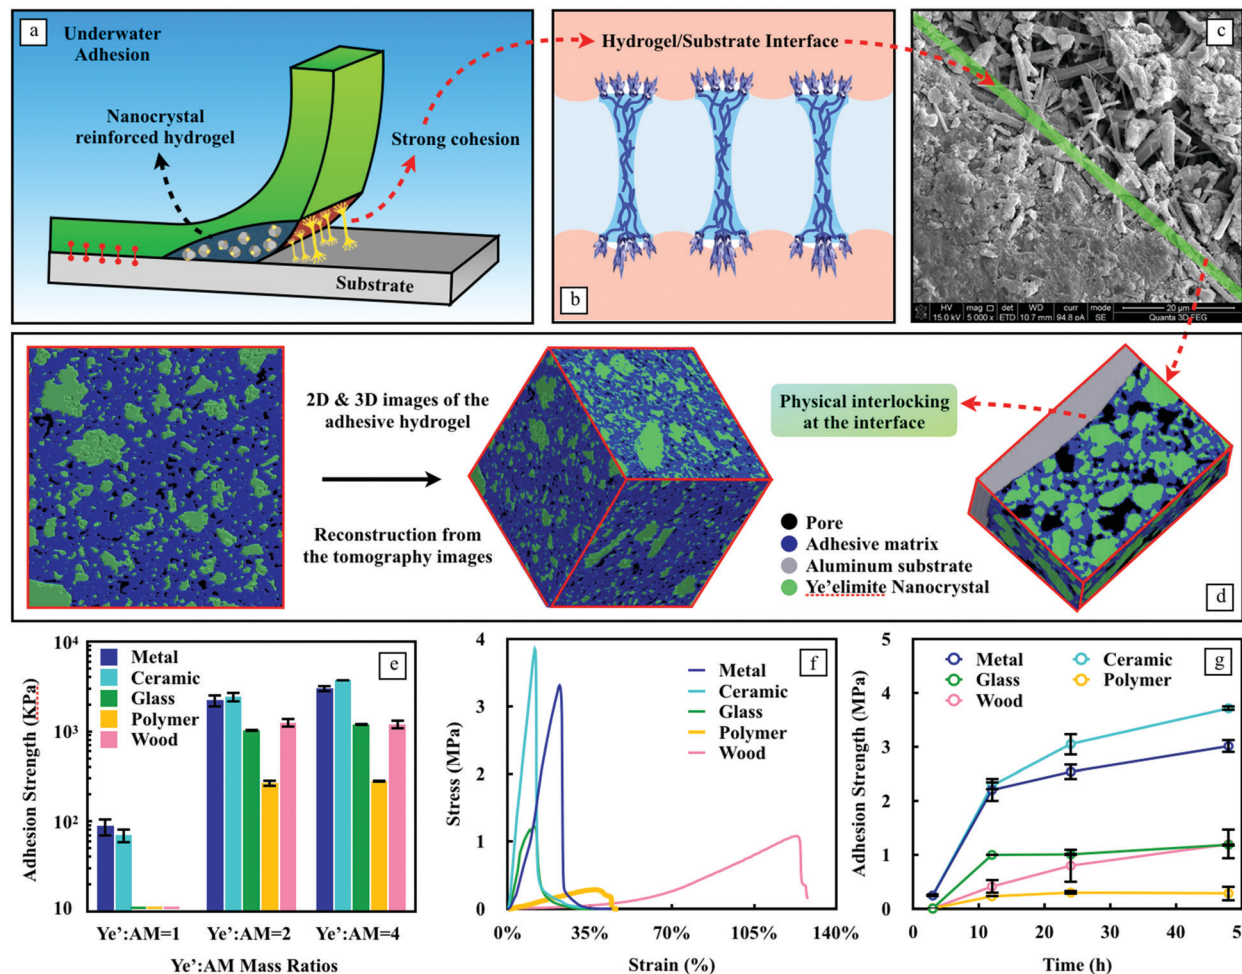 a
Underwater
Adhesion
Nanocrystal
reinforced hydrogel
Strong cohesion
Substrate
Hydrogel/Substrate Interface
b
c
HV
mag
det
WD
curr
mode
20 µm
15.0 kV
5 000 x
ETD
10.7 mm
94.8 pA
SE
Quanta 3D FEG
2D & 3D images of the
adhesive hydrogel
Reconstruction from
the tomography images
Physical interlocking
at the interface
Pore
Adhesive matrix
Aluminum substrate
Ye'elimite Nanocrystal
d
e
Adhesion Strength (KPa)
10⁴
10³
10²
10
Metal
Ceramic
Glass
Polymer
Wood
Ye':AM=1
Ye':AM=2
Ye':AM=4
Ye':AM Mass Ratios
f
Stress (MPa)
4
3
2
1
0
Metal
Ceramic
Glass
Polymer
Wood
0%
35%
70%
105%
140%
Strain (%)
g
Adhesion Strength (MPa)
5
4
3
2
1
0
Metal
Ceramic
Glass
Polymer
Wood
0
10
20
30
40
50
Time (h)